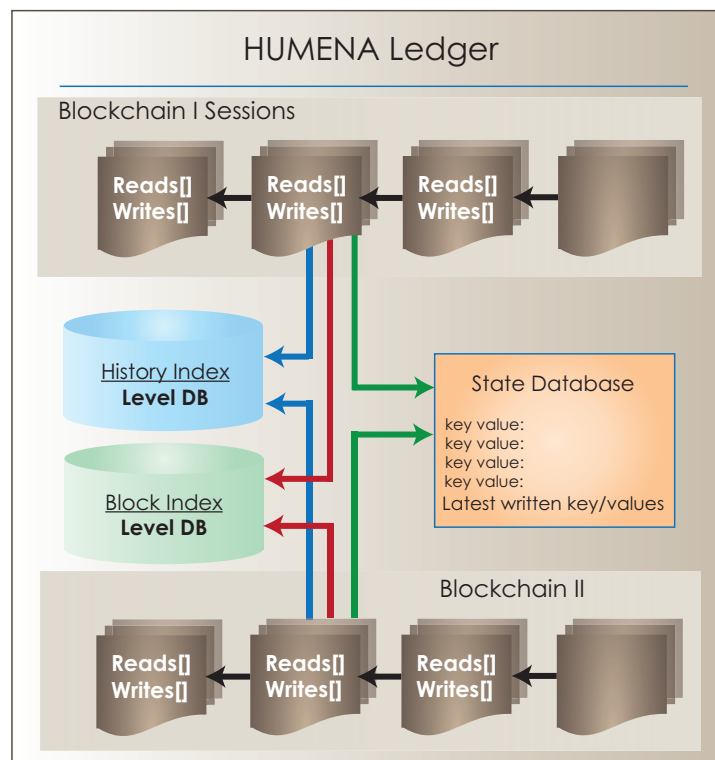 HUMENA Ledger
Blockchain I Sessions
Reads[]
Writes[]
Reads[]
Writes[]
Reads[]
Writes[]
History Index
Level DB
State Database
key value:
key value:
key value:
key value:
Latest written key/values
Block Index
Level DB
Blockchain II
Reads[]
Writes[]
Reads[]
Writes[]
Reads[]
Writes[]